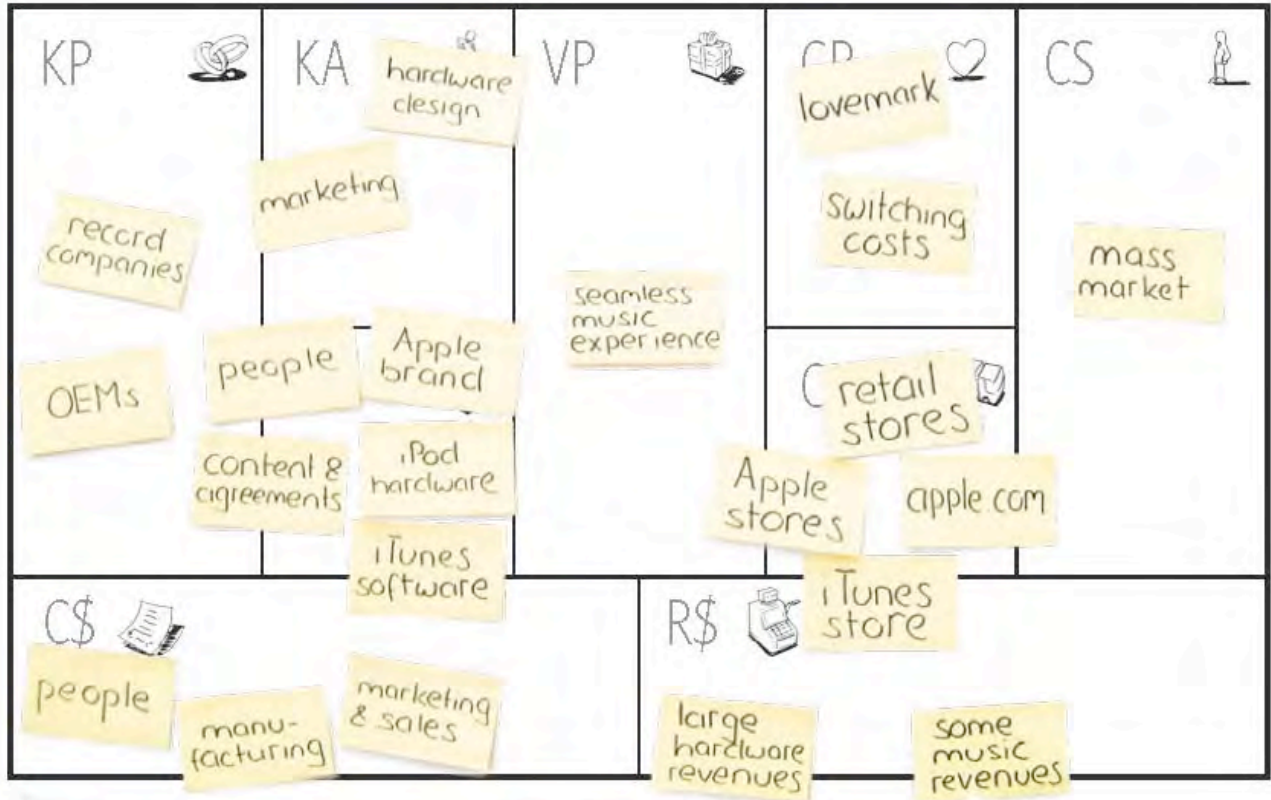 KP
record
companies
OEMs
KA
hardware
design
marketing
people
Apple
brand
content &
agreements
iPod
hardware
iTunes
software
VP
seamless
music
experience
lovemark
switching
costs
retail
stores
Apple
stores
apple.com
iTunes
store
CS
mass
market
C$
people
manu-
facturing
marketing
& sales
R$
large
hardware
revenues
some
music
revenues